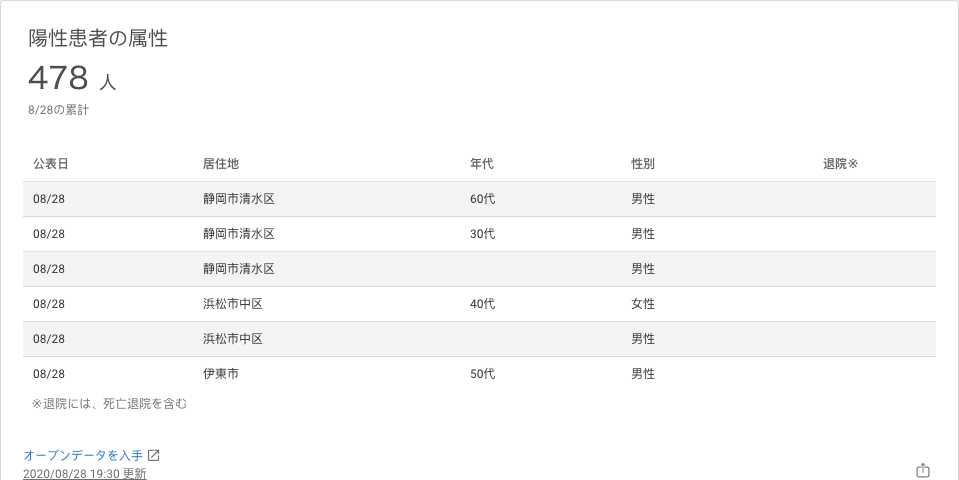 陽性患者の属性
478 人
8/28の累計
公表日 居住地 年代 性別 退院※
08/28 静岡市清水区 60代 男性
08/28 静岡市清水区 30代 男性
08/28 静岡市清水区 男性
08/28 浜松市中区 40代 女性
08/28 浜松市中区 男性
08/28 伊東市 50代 男性
※退院には、死亡退院を含む
オープンデータを入手
2020/08/28 19:30 更新